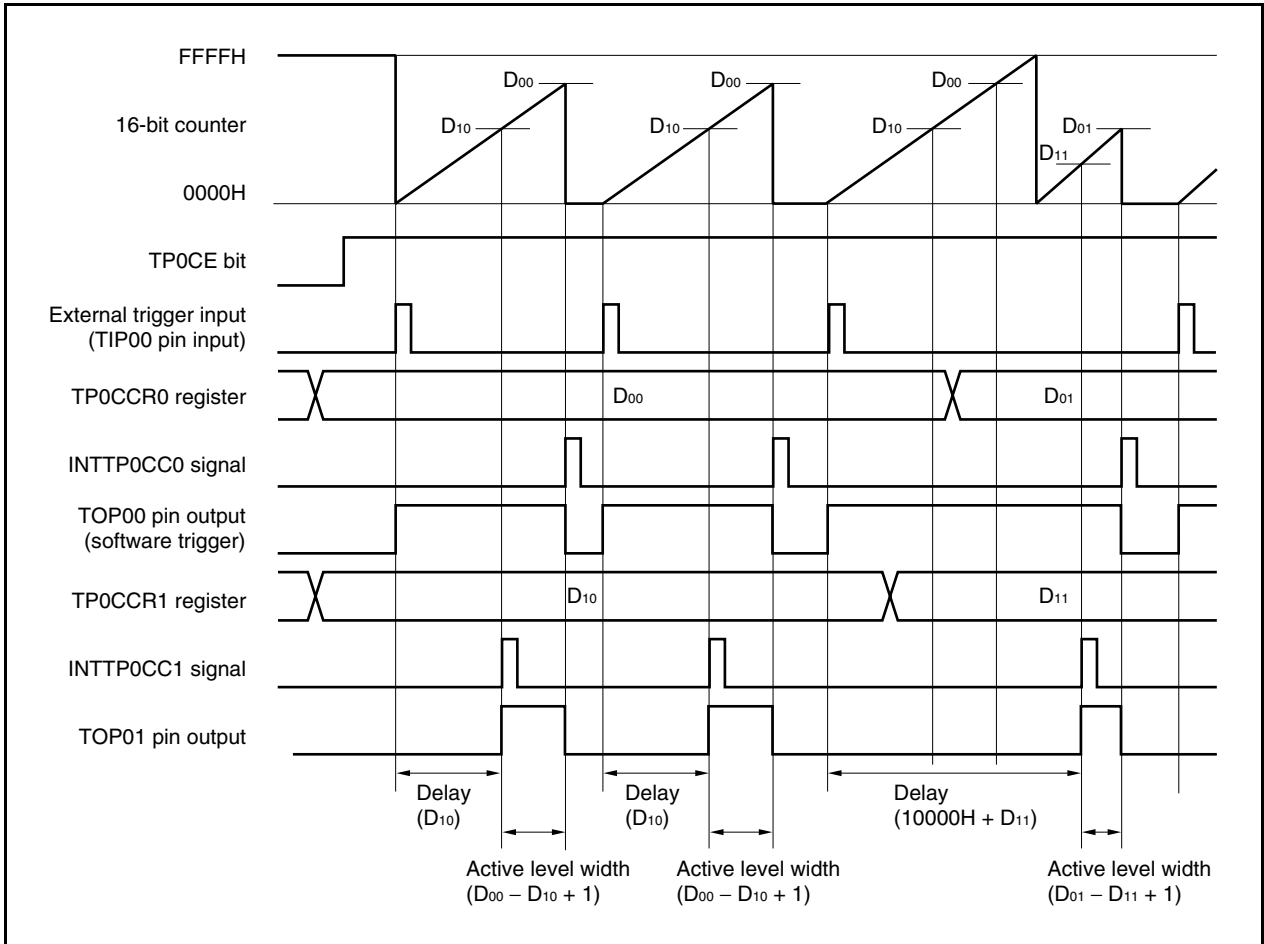 FFFFH
D00
D00
D00
16-bit counter
D10
D10
D10
D01
D11
0000H
TP0CE bit
External trigger input
(TIP00 pin input)
TP0CCR0 register
D00
D01
INTTP0CC0 signal
TOP00 pin output
(software trigger)
TP0CCR1 register
D10
D11
INTTP0CC1 signal
TOP01 pin output
Delay
(D10)
Delay
(D10)
Delay
(10000H + D11)
Active level width
(D00 − D10 + 1)
Active level width
(D00 − D10 + 1)
Active level width
(D01 − D11 + 1)